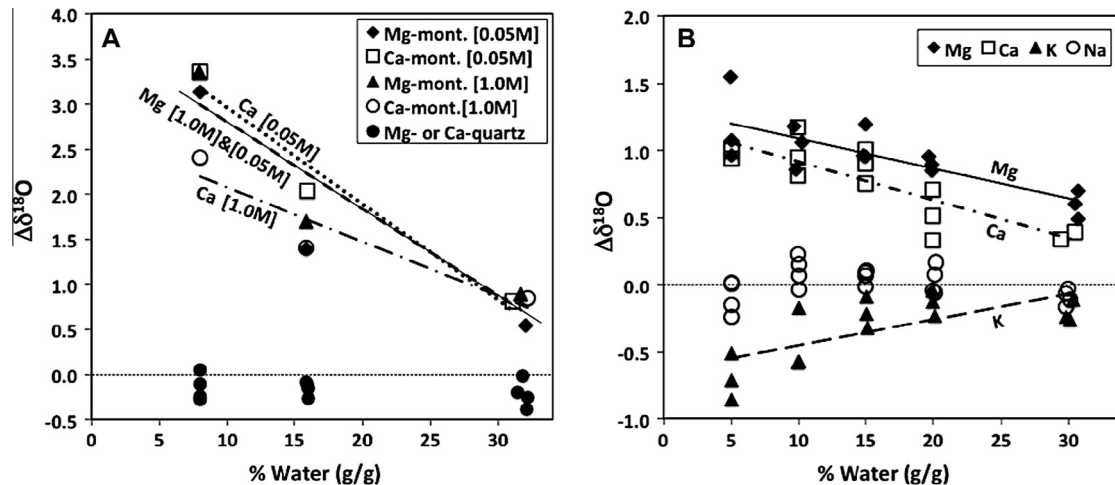 A
Mg-mont. [0.05M]
Ca-mont. [0.05M]
Mg-mont. [1.0M]
Ca-mont.[1.0M]
Mg- or Ca-quartz
Ca [0.05M]
Mg [1.0M]&[0.05M]
Ca [1.0M]
4.0
3.5
3.0
2.5
2.0
1.5
1.0
0.5
0.0
-0.5
Δδ¹⁸O
0 5 10 15 20 25 30 35
% Water (g/g)
B
Mg Ca K Na
Mg
Ca
K
2.0
1.5
1.0
0.5
0.0
-0.5
-1.0
Δδ¹⁸O
0 5 10 15 20 25 30
% Water (g/g)